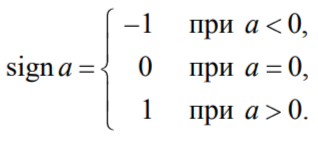 −1 при a < 0,
sign a = { 0 при a = 0,
1 при a > 0.